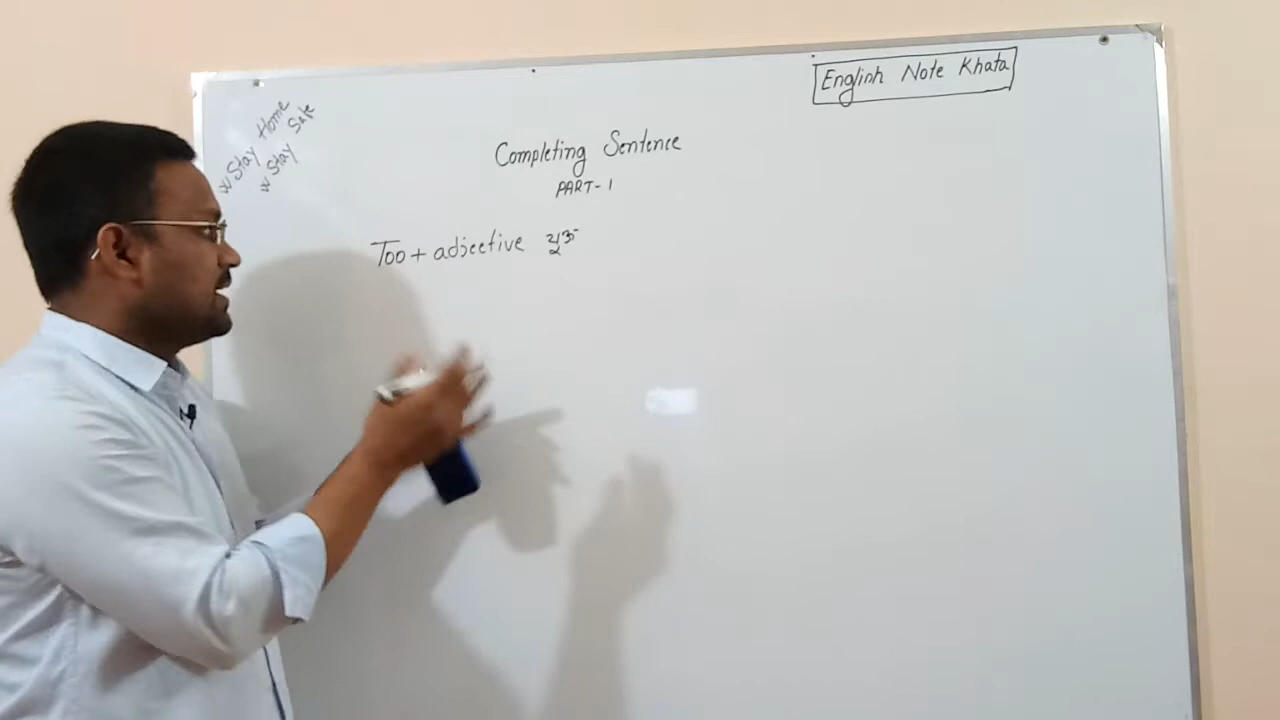 English Note Khata
w Stay Home
w Stay Safe
Completing Sentence
PART-1
Too + adjective যুক্ত